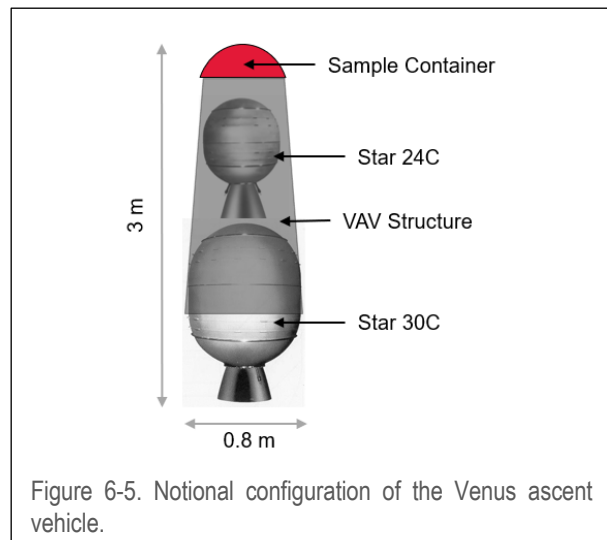 Sample Container
Star 24C
3 m
VAV Structure
Star 30C
0.8 m
Figure 6-5. Notional configuration of the Venus ascent
vehicle.